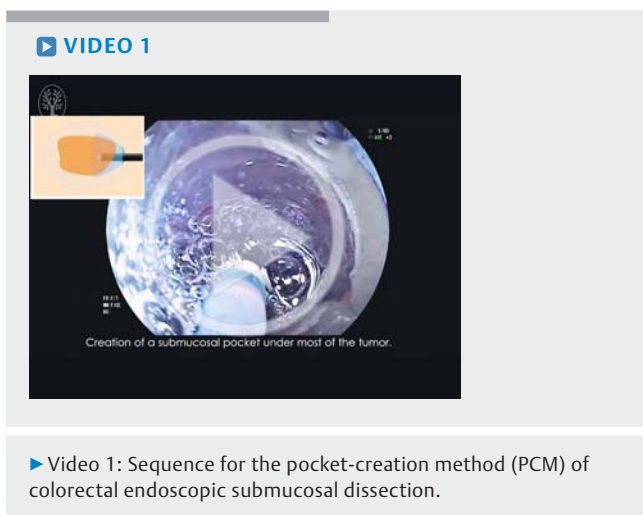 VIDEO 1
Creation of a submucosal pocket under most of the tumor.
Video 1: Sequence for the pocket-creation method (PCM) of
colorectal endoscopic submucosal dissection.